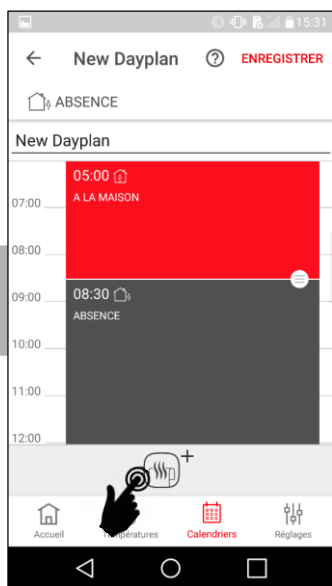 15:31
New Dayplan ? ENREGISTRER
ABSENCE
New Dayplan
05:00
A LA MAISON
07:00
08:00
08:30
09:00
ABSENCE
10:00
11:00
12:00
+
Accueil Températures Calendriers Réglages